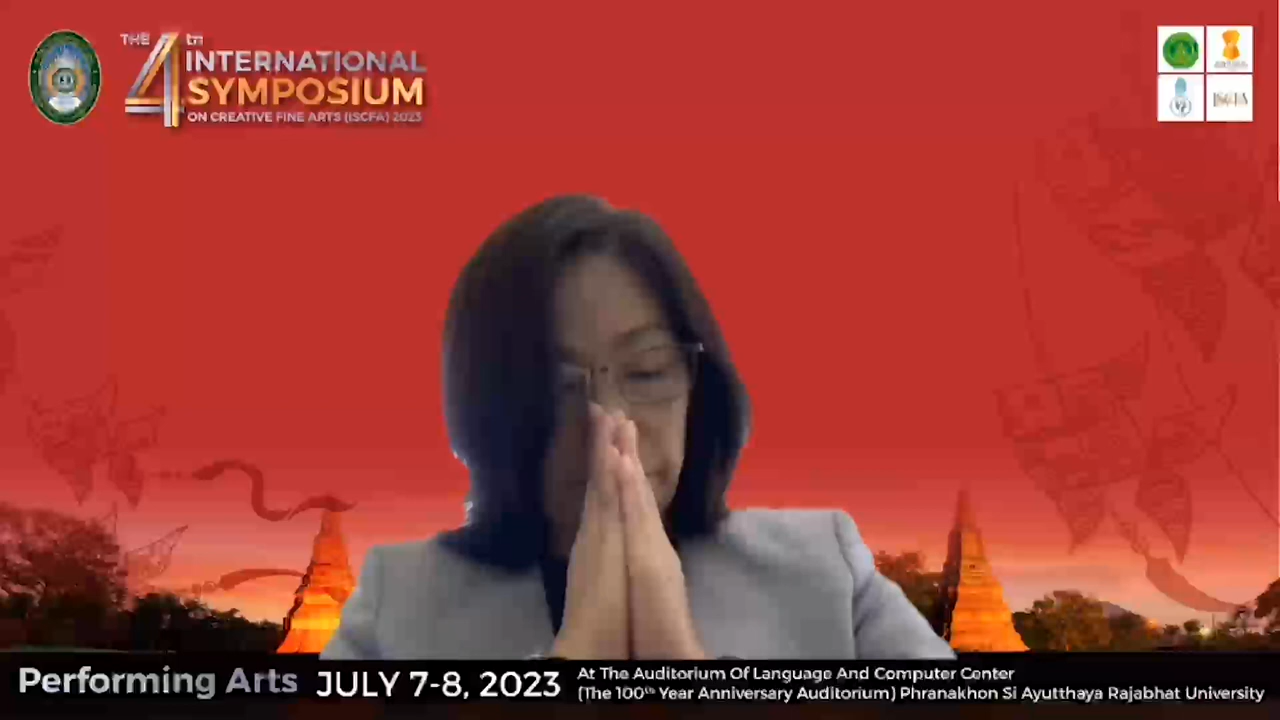 THE 4th
INTERNATIONAL
SYMPOSIUM
ON CREATIVE FINE ARTS (ISCFA) 2023
ISCFA
Performing Arts
JULY 7-8, 2023
At The Auditorium Of Language And Computer Center
(The 100th Year Anniversary Auditorium) Phranakhon Si Ayutthaya Rajabhat University